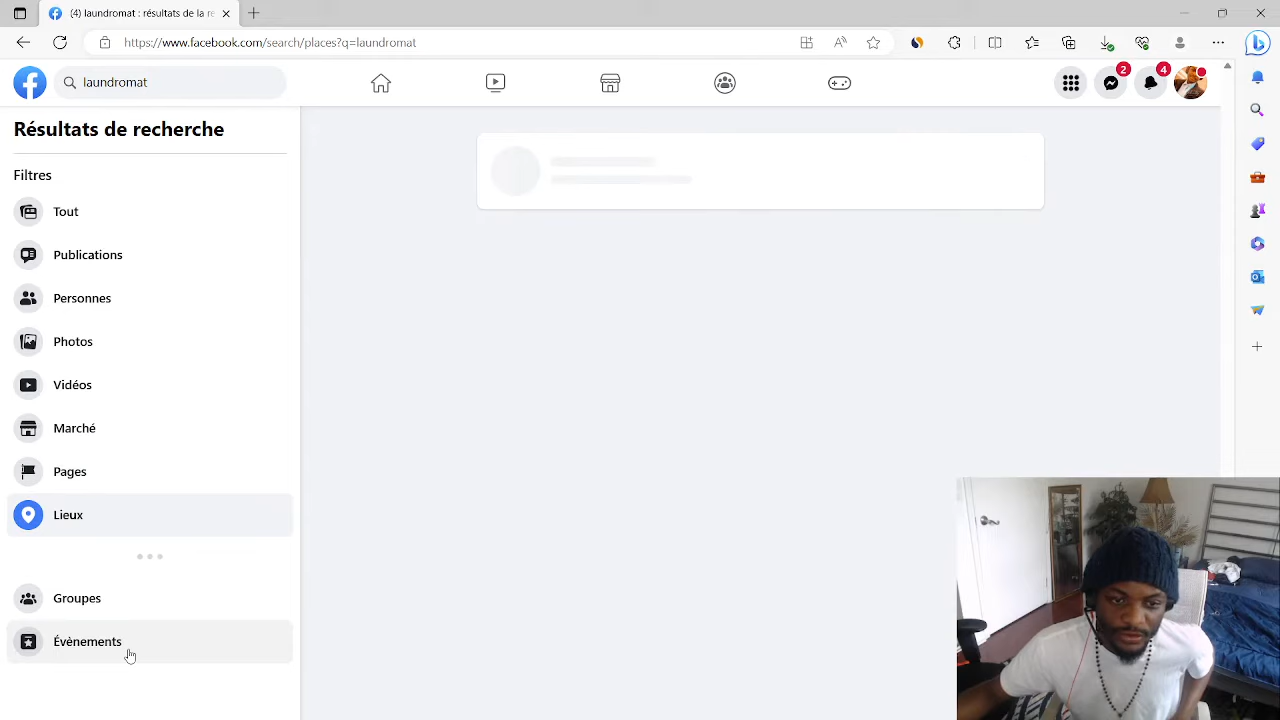 (4) laundromat : résultats de la re
https://www.facebook.com/search/places?q=laundromat
laundromat
2
4
Résultats de recherche
Filtres
Tout
Publications
Personnes
Photos
Vidéos
Marché
Pages
Lieux
Groupes
Évènements